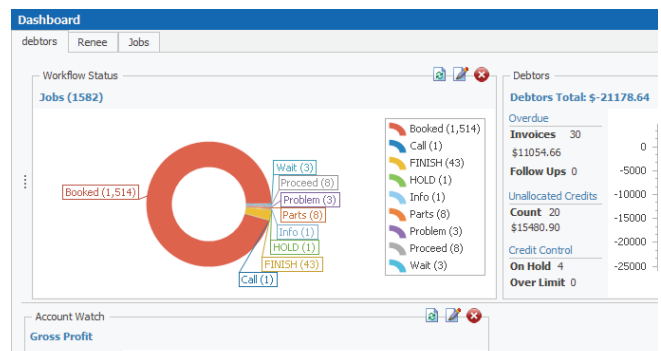 Dashboard
debtors Renee Jobs
Workflow Status
Jobs (1582)
Booked (1,514)
Wait (3)
Proceed (8)
Problem (3)
Parts (8)
Info (1)
HOLD (1)
FINISH (43)
Call (1)
Booked (1,514)
Call (1)
FINISH (43)
HOLD (1)
Info (1)
Parts (8)
Problem (3)
Proceed (8)
Wait (3)
Debtors
Debtors Total: $-21178.64
Overdue
Invoices 30
$11054.66
Follow Ups 0
Unallocated Credits
Count 20
$15480.90
Credit Control
On Hold 4
Over Limit 0
0
-5000
-10000
-15000
-20000
-25000
Account Watch
Gross Profit